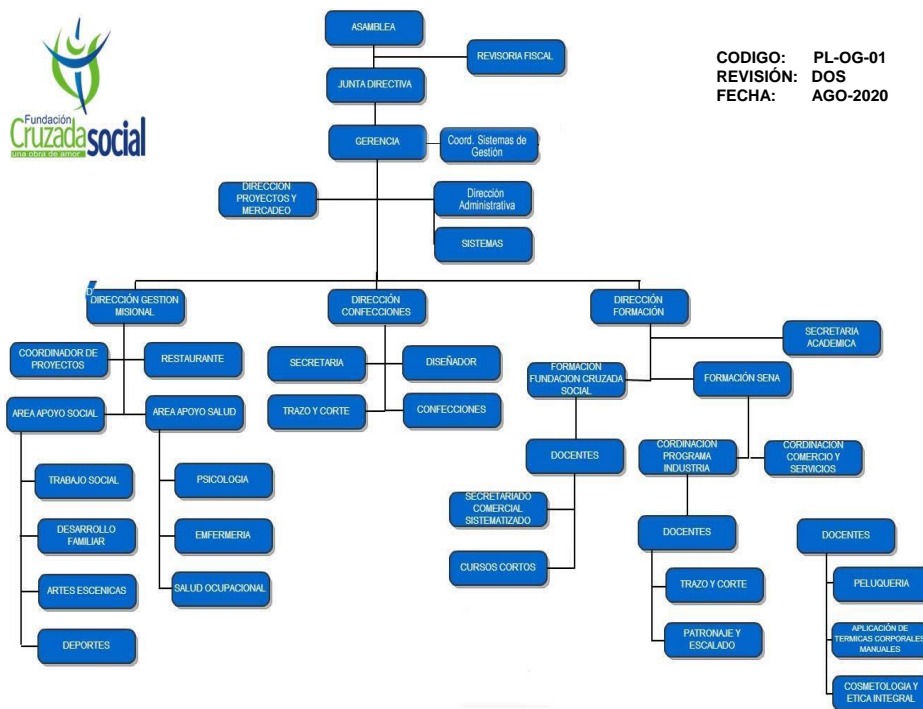 ASAMBLEA
REVISORIA FISCAL
CODIGO: PL-OG-01
REVISIÓN: DOS
FECHA: AGO-2020
JUNTA DIRECTIVA
Fundación
Cruzada social
una obra de amor
GERENCIA
Coord. Sistemas de
Gestión
DIRECCION
PROYECTOS Y
MERCADEO
Dirección
Administrativa
SISTEMAS
D
DIRECCIÓN GESTION
MISIONAL
DIRECCIÓN
CONFECCIONES
DIRECCIÓN
FORMACIÓN
SECRETARIA
ACADEMICA
COORDINADOR DE
PROYECTOS
RESTAURANTE
SECRETARIA
DISEÑADOR
FORMACION
FUNDACION CRUZADA
SOCIAL
FORMACIÓN SENA
AREA APOYO SOCIAL
AREA APOYO SALUD
TRAZO Y CORTE
CONFECCIONES
DOCENTES
CORDINACION
PROGRAMA
INDUSTRIA
CORDINACION
COMERCIO Y
SERVICIOS
TRABAJO SOCIAL
PSICOLOGIA
SECRETARIADO
COMERCIAL
SISTEMATIZADO
DESARROLLO
FAMILIAR
EMFERMERIA
DOCENTES
DOCENTES
CURSOS CORTOS
ARTES ESCENICAS
SALUD OCUPACIONAL
TRAZO Y CORTE
PELUQUERIA
DEPORTES
PATRONAJE Y
ESCALADO
APLICACIÓN DE
TERMICAS CORPORALES
MANUALES
COSMETOLOGIA Y
ETICA INTEGRAL